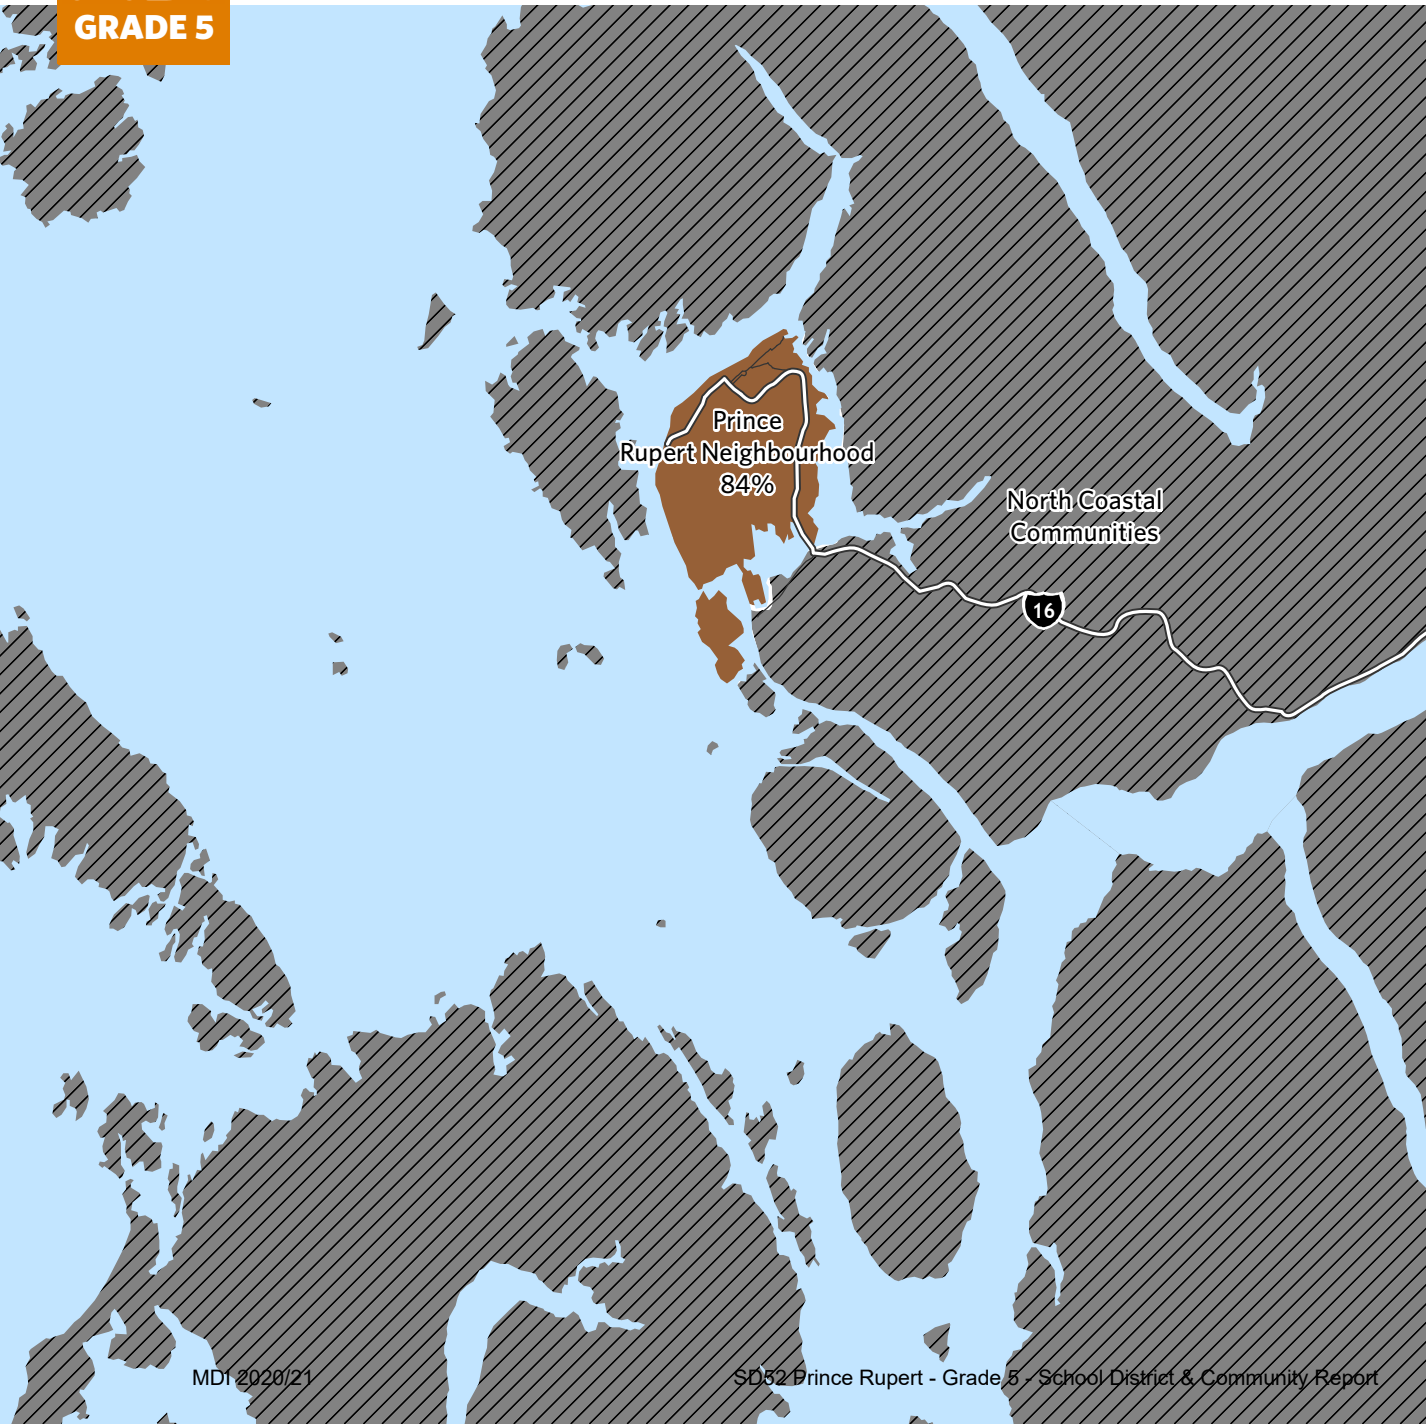 GRADE 5
Prince
Rupert Neighbourhood
84%
North Coastal
Communities
16
MDI 2020/21
SD52 Prince Rupert - Grade 5 - School District & Community Report